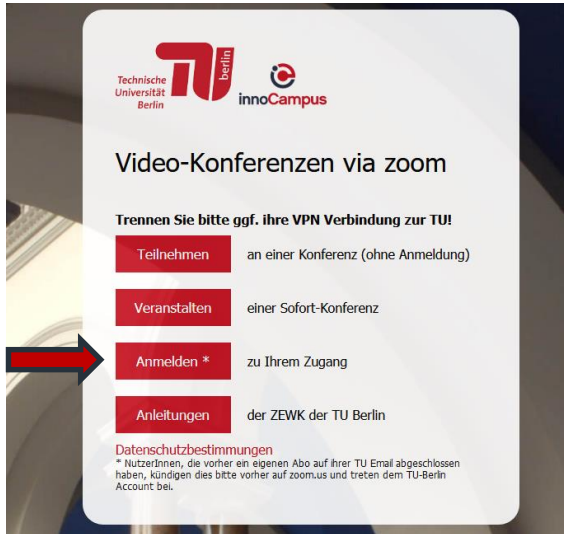 Technische
Universität
Berlin
berlin
innoCampus
Video-Konferenzen via zoom
Trennen Sie bitte ggf. ihre VPN Verbindung zur TU!
Teilnehmen an einer Konferenz (ohne Anmeldung)
Veranstalten einer Sofort-Konferenz
Anmelden * zu Ihrem Zugang
Anleitungen der ZEWK der TU Berlin
Datenschutzbestimmungen
* NutzerInnen, die vorher ein eigenen Abo auf ihrer TU Email abgeschlossen
haben, kündigen dies bitte vorher auf zoom.us und treten dem TU-Berlin
Account bei.